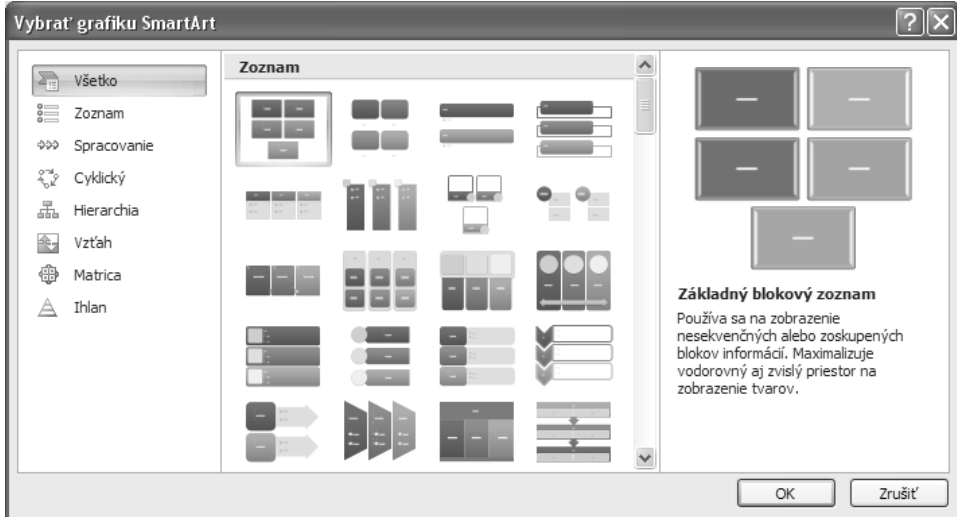 Vybrať grafiku SmartArt
Všetko
Zoznam
Spracovanie
Cyklický
Hierarchia
Vzťah
Matrica
Ihlan
Zoznam
Základný blokový zoznam
Používa sa na zobrazenie
nesekvenčných alebo zoskupených
blokov informácií. Maximalizuje
vodorovný aj zvislý priestor na
zobrazenie tvarov.
OK
Zrušiť